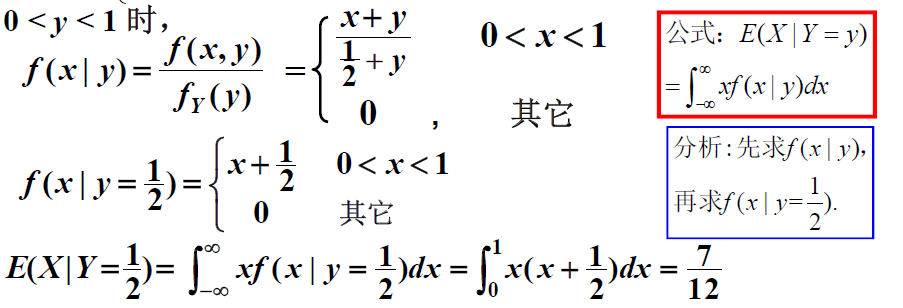 0 < y < 1 时,
f(x | y) = f(x, y) / f_Y(y) = { (x + y) / (1/2 + y)   0 < x < 1
0 ,   其它
公式: E(X | Y = y)
= ∫_{-∞}^{∞} xf(x | y)dx
f(x | y = 1/2) = { x + 1/2   0 < x < 1
0   其它
分析: 先求f(x | y),
再求f(x | y=1/2).
E(X|Y=1/2)= ∫_{-∞}^{∞} xf(x | y = 1/2)dx = ∫_0^1 x(x + 1/2)dx = 7/12